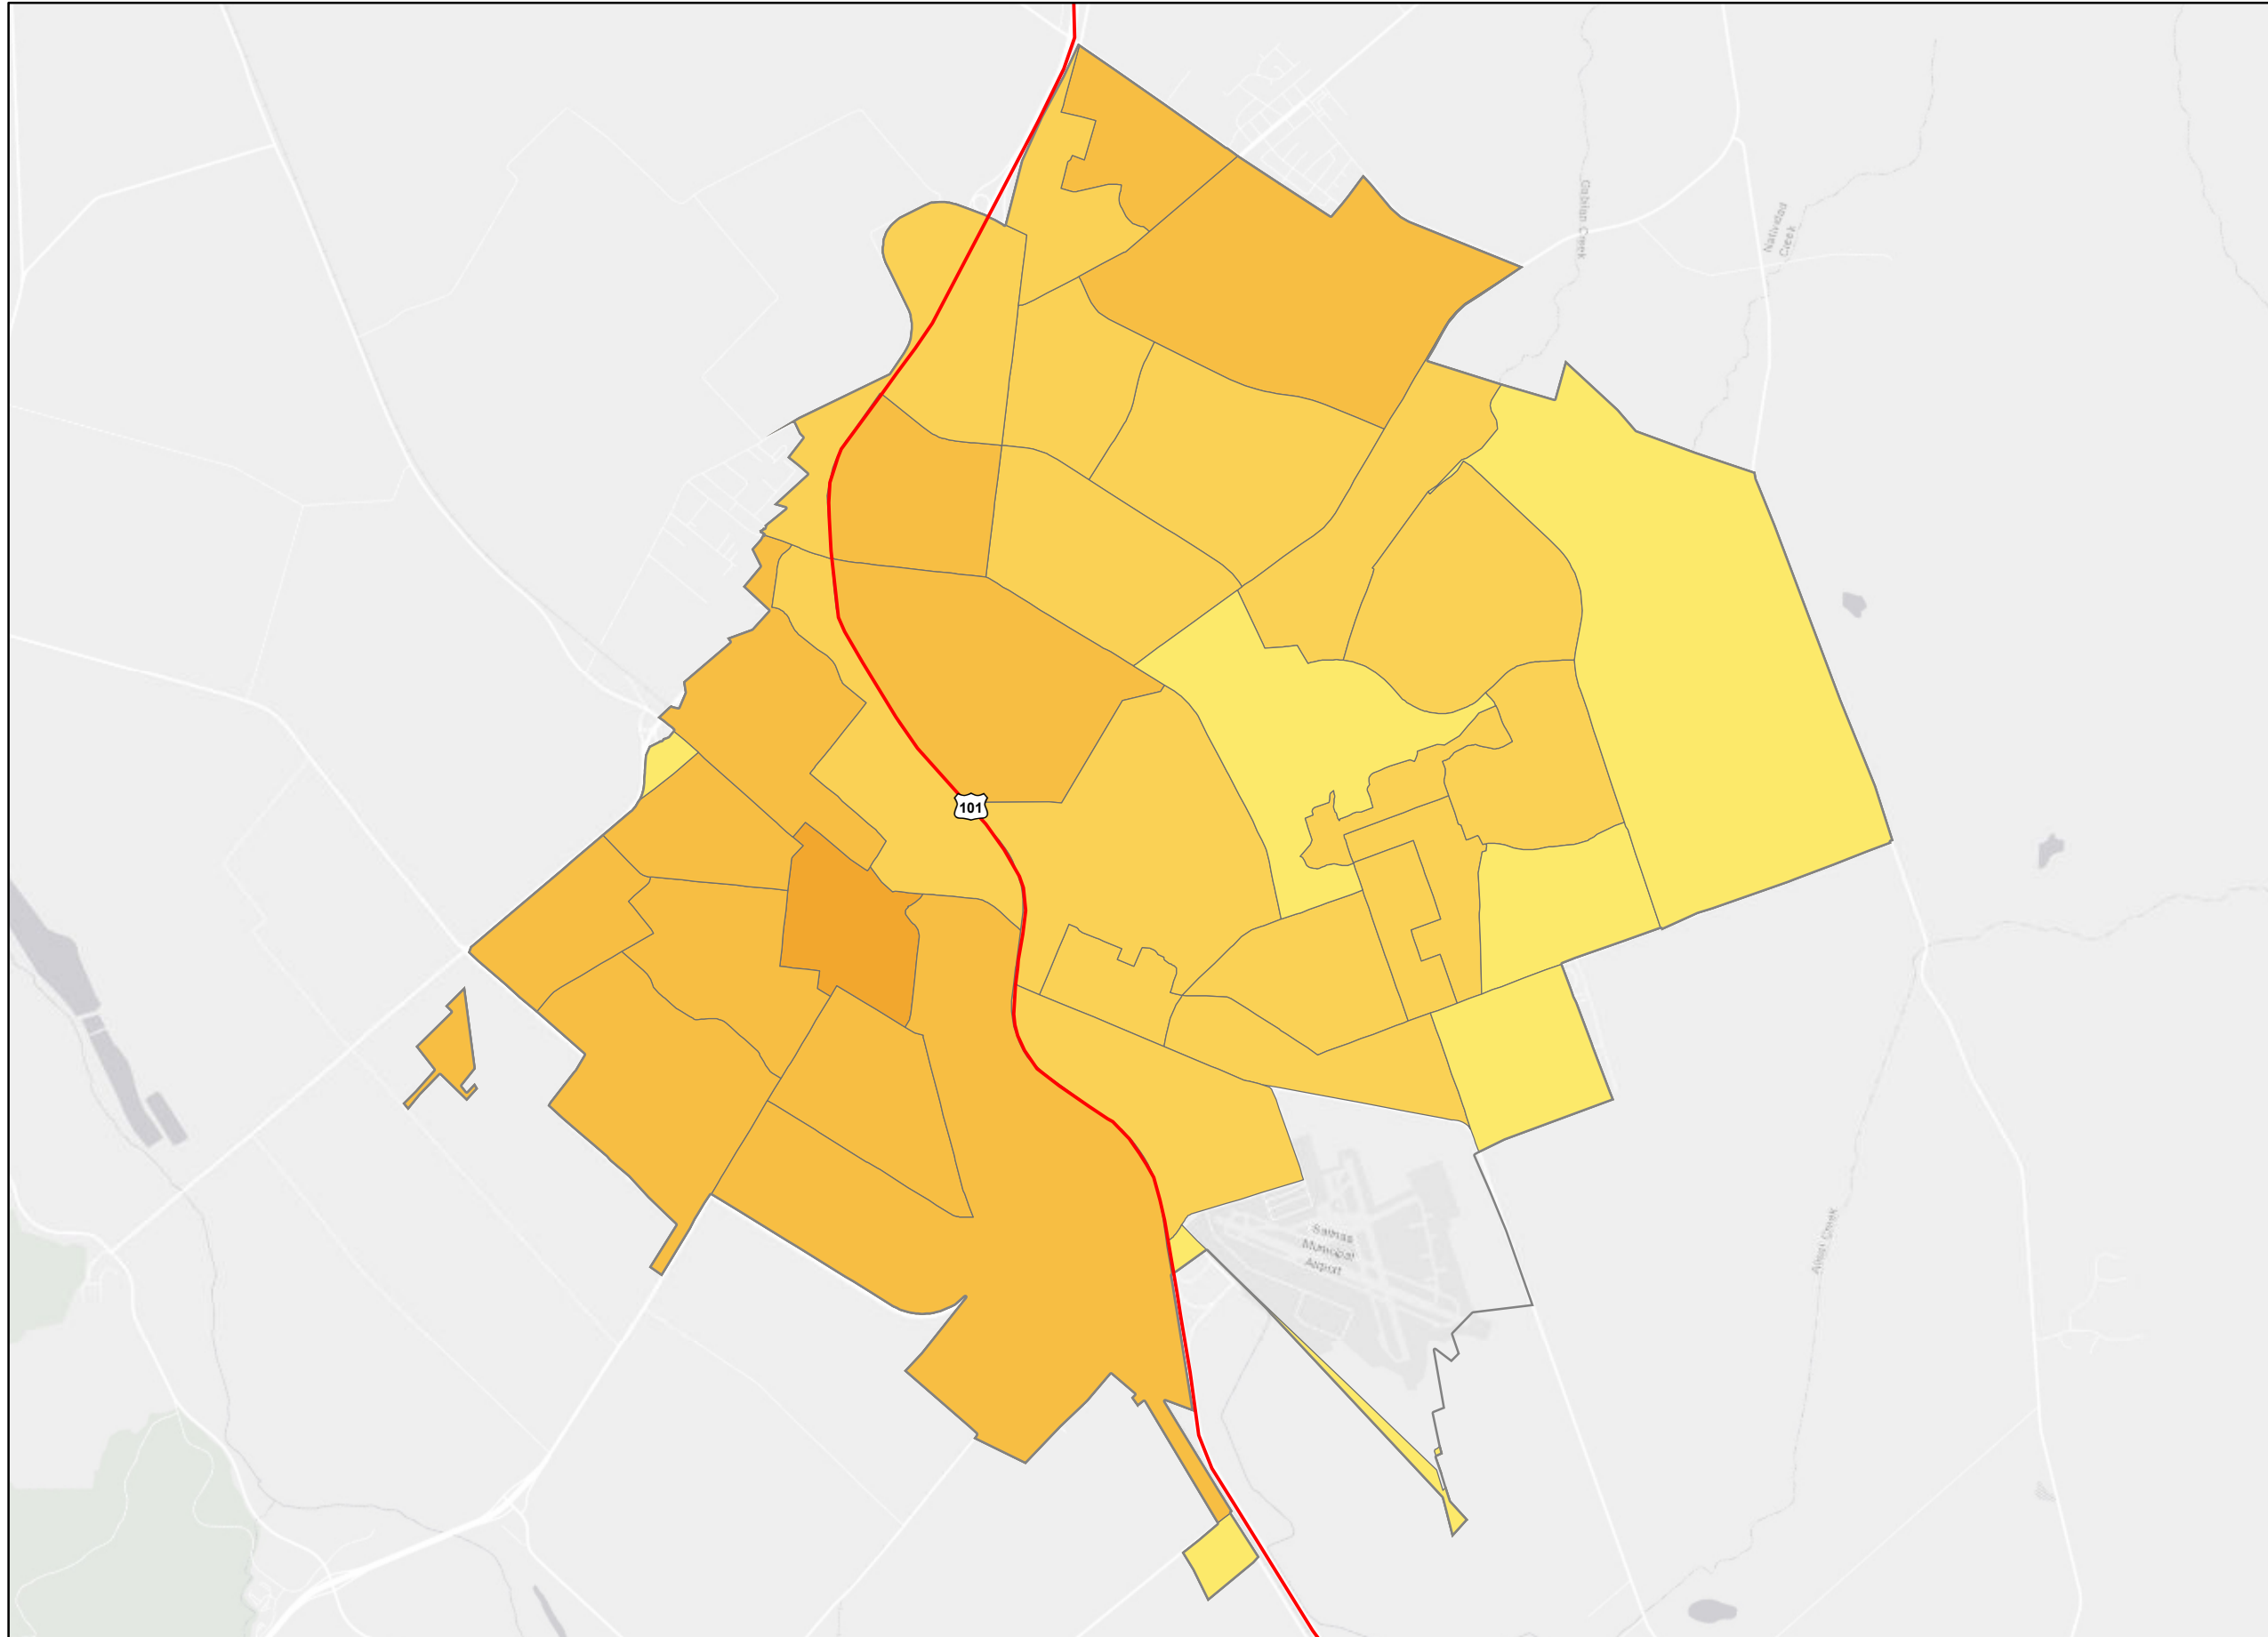 Gabilan Creek
Natividad
Creek
101
Salinas
Municipal
Airport
Alisal Creek